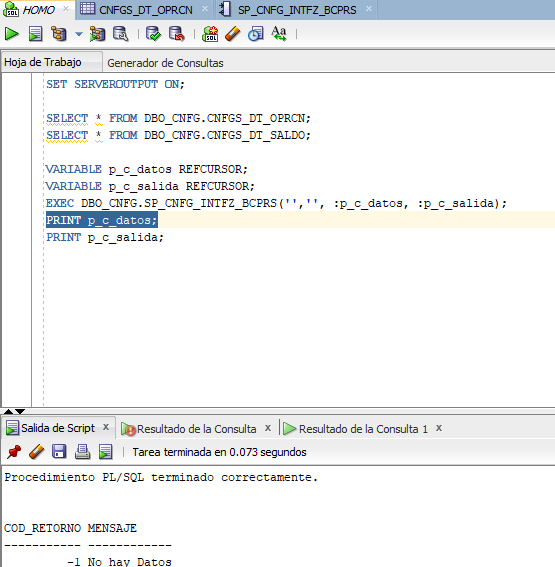 HOMO CNFGS_DT_OPRCN SP_CNFG_INTFZ_BCPRS
SQL Aa
Hoja de Trabajo Generador de Consultas
SET SERVEROUTPUT ON;
SELECT * FROM DBO_CNFG.CNFGS_DT_OPRCN;
SELECT * FROM DBO_CNFG.CNFGS_DT_SALDO;
VARIABLE p_c_datos REFCURSOR;
VARIABLE p_c_salida REFCURSOR;
EXEC DBO_CNFG.SP_CNFG_INTFZ_BCPRS('','', :p_c_datos, :p_c_salida);
PRINT p_c_datos;
PRINT p_c_salida;
Salida de Script x Resultado de la Consulta x Resultado de la Consulta 1 x
Tarea terminada en 0.073 segundos
Procedimiento PL/SQL terminado correctamente.
COD_RETORNO MENSAJE
----------- ------------
-1 No hay Datos